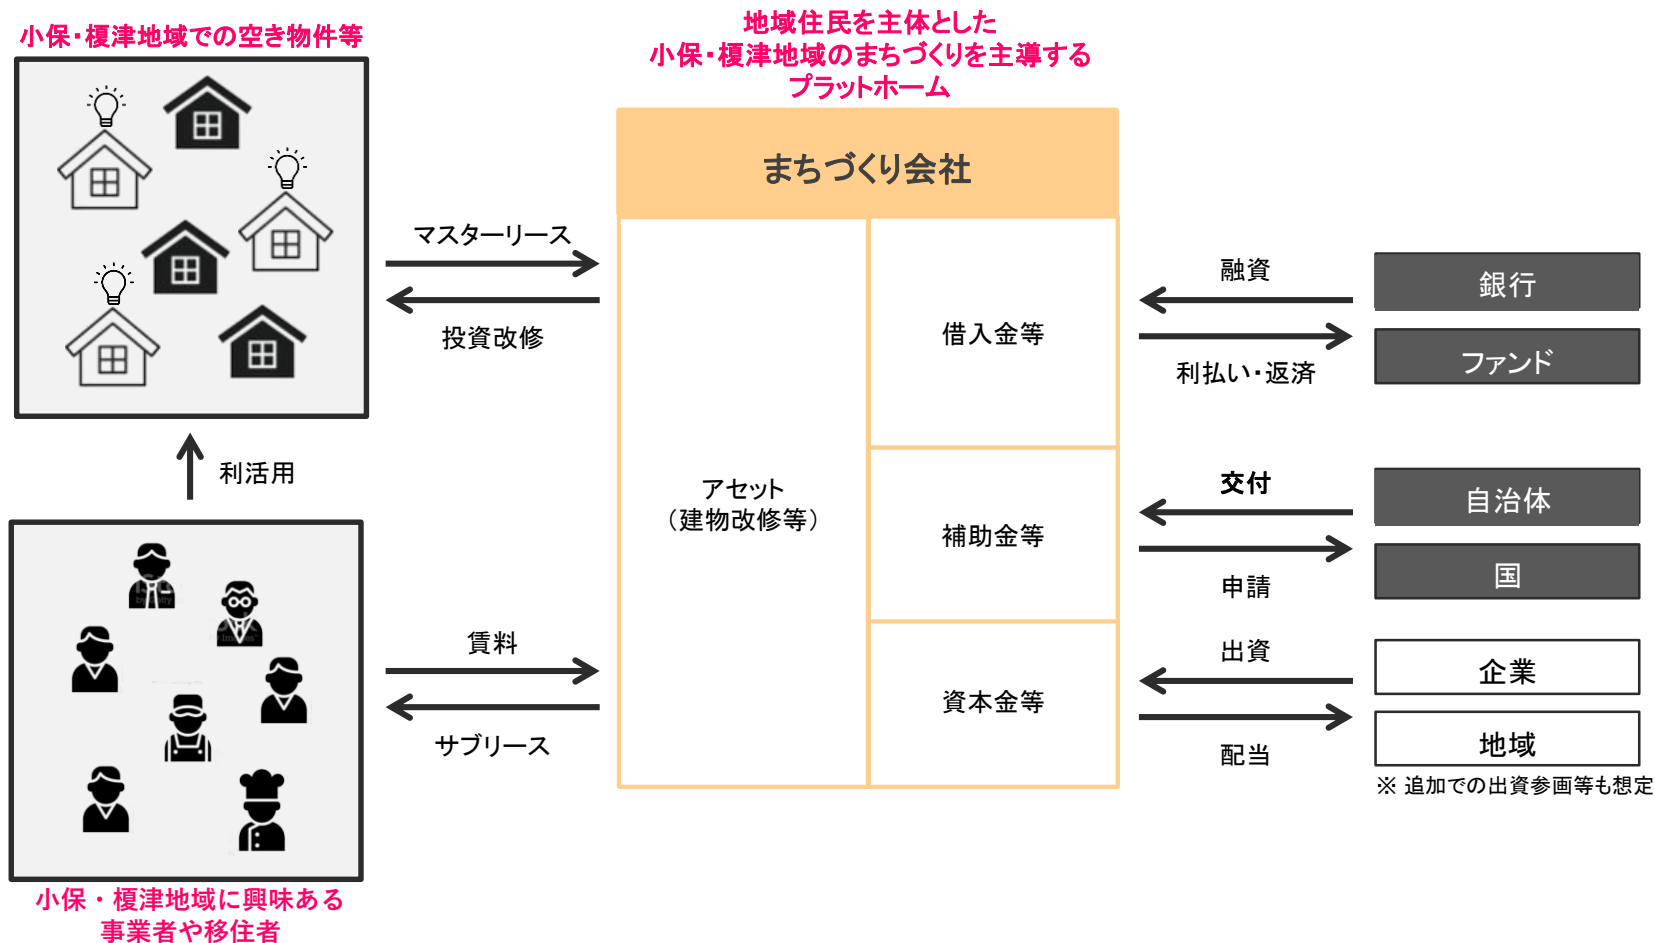 小保・榎津地域での空き物件等
地域住民を主体とした
小保・榎津地域のまちづくりを主導する
プラットホーム
まちづくり会社
マスターリース
投資改修
利活用
賃料
サブリース
アセット
（建物改修等）
借入金等
補助金等
資本金等
融資
利払い・返済
交付
申請
出資
配当
銀行
ファンド
自治体
国
企業
地域
※ 追加での出資参画等も想定
小保・榎津地域に興味ある
事業者や移住者